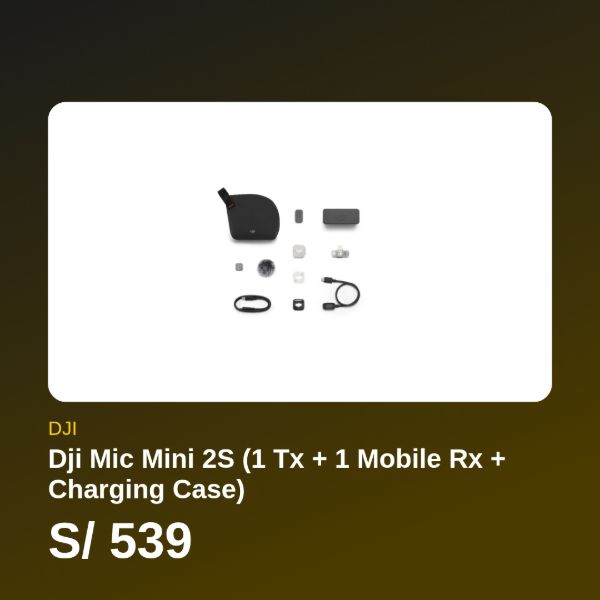 DJI
Dji Mic Mini 2S (1 Tx + 1 Mobile Rx +
Charging Case)
S/ 539